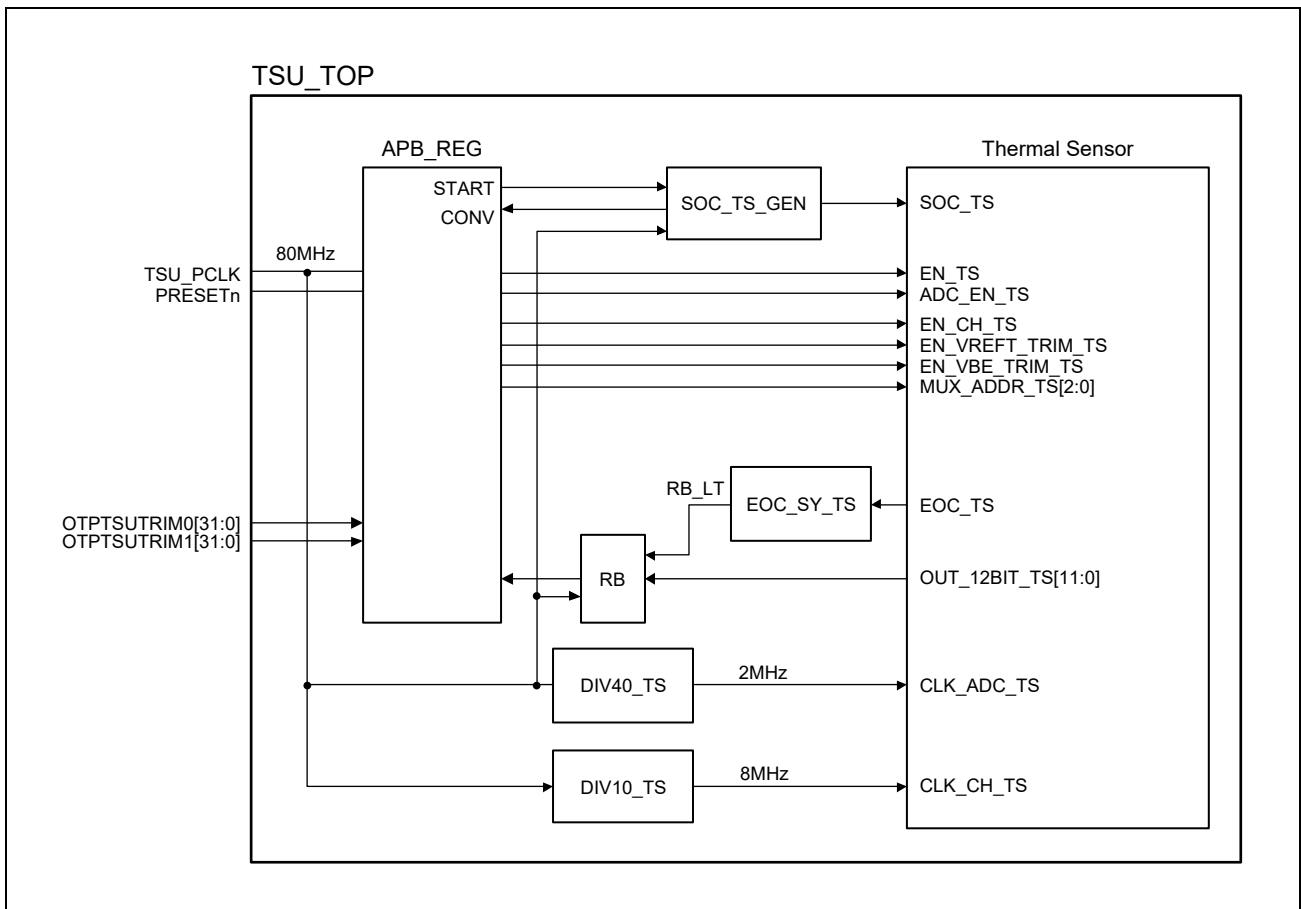 TSU_TOP
APB_REG
Thermal Sensor
START
CONV
SOC_TS_GEN
SOC_TS
80MHz
TSU_PCLK
PRESETn
EN_TS
ADC_EN_TS
EN_CH_TS
EN_VREFT_TRIM_TS
EN_VBE_TRIM_TS
MUX_ADDR_TS[2:0]
RB_LT
EOC_SY_TS
EOC_TS
OTPTSUTRIM0[31:0]
OTPTSUTRIM1[31:0]
RB
OUT_12BIT_TS[11:0]
DIV40_TS
2MHz
CLK_ADC_TS
DIV10_TS
8MHz
CLK_CH_TS